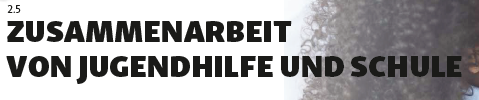 2.5
ZUSAMMENARBEIT
VON JUGENDHILFE UND SCHULE